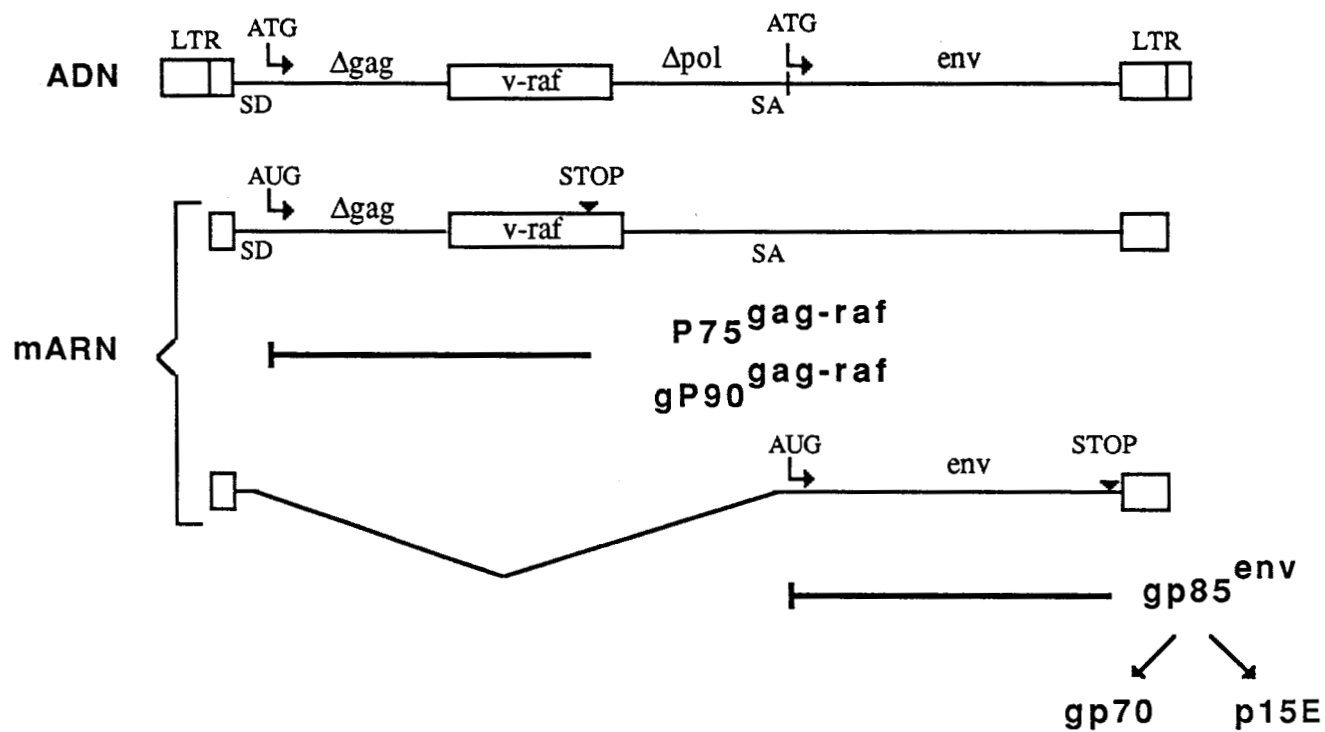 LTR ATG Δgag Δpol ATG env LTR
ADN v-raf
SD SA
AUG Δgag STOP
v-raf
SD SA
mARN
P75gag-raf
gP90gag-raf
AUG env STOP
gp85env
gp70 p15E